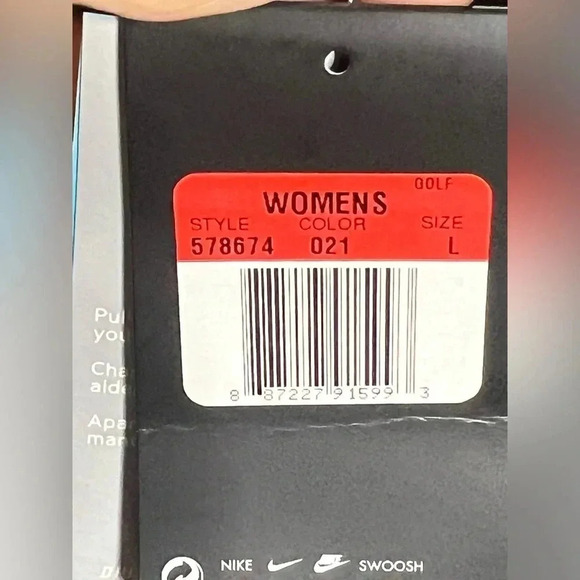 GOLF
WOMENS
STYLE COLOR SIZE
578674 021 L
8 87227 91599 3
NIKE SWOOSH